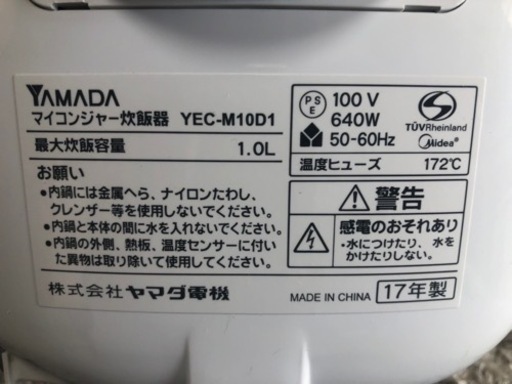 YAMADA
マイコンジャー炊飯器 YEC-M10D1
最大炊飯容量 1.0L
お願い
・内鍋には金属へら、ナイロンたわし、
クレンザー等を使用しないでください。
・内鍋と本体の間に水を入れないでください。
・内鍋の外側、熱板、温度センサーに付い
た異物は取り除いて使用してください。
PSE 100V
640W
50-60Hz
TÜVRheinland
Midea
温度ヒューズ 172℃
警告
感電のおそれあり
・水につけたり、水を
かけたりしない。
株式会社ヤマダ電機
MADE IN CHINA 17年製